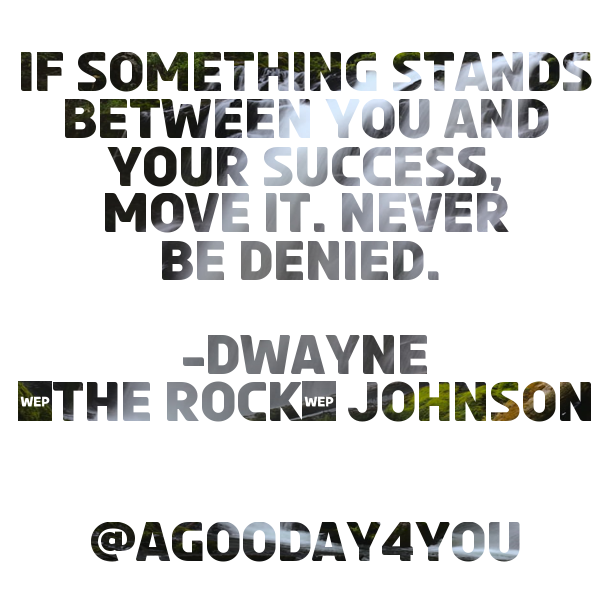 IF SOMETHING STANDS
BETWEEN YOU AND
YOUR SUCCESS,
MOVE IT. NEVER
BE DENIED.
-DWAYNE
WEPTHE ROCKWEP JOHNSON
@AGOODAY4YOU